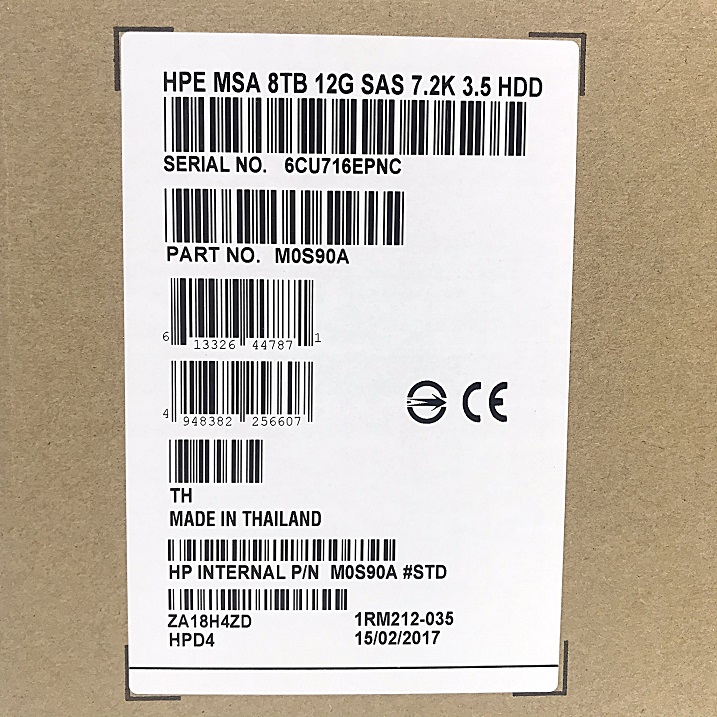 HPE MSA 8TB 12G SAS 7.2K 3.5 HDD
SERIAL NO. 6CU716EPNC
PART NO. M0S90A
6 13326 44787 1
4 948382 256607
CE
TH
MADE IN THAILAND
HP INTERNAL P/N M0S90A #STD
ZA18H4ZD 1RM212-035
HPD4 15/02/2017